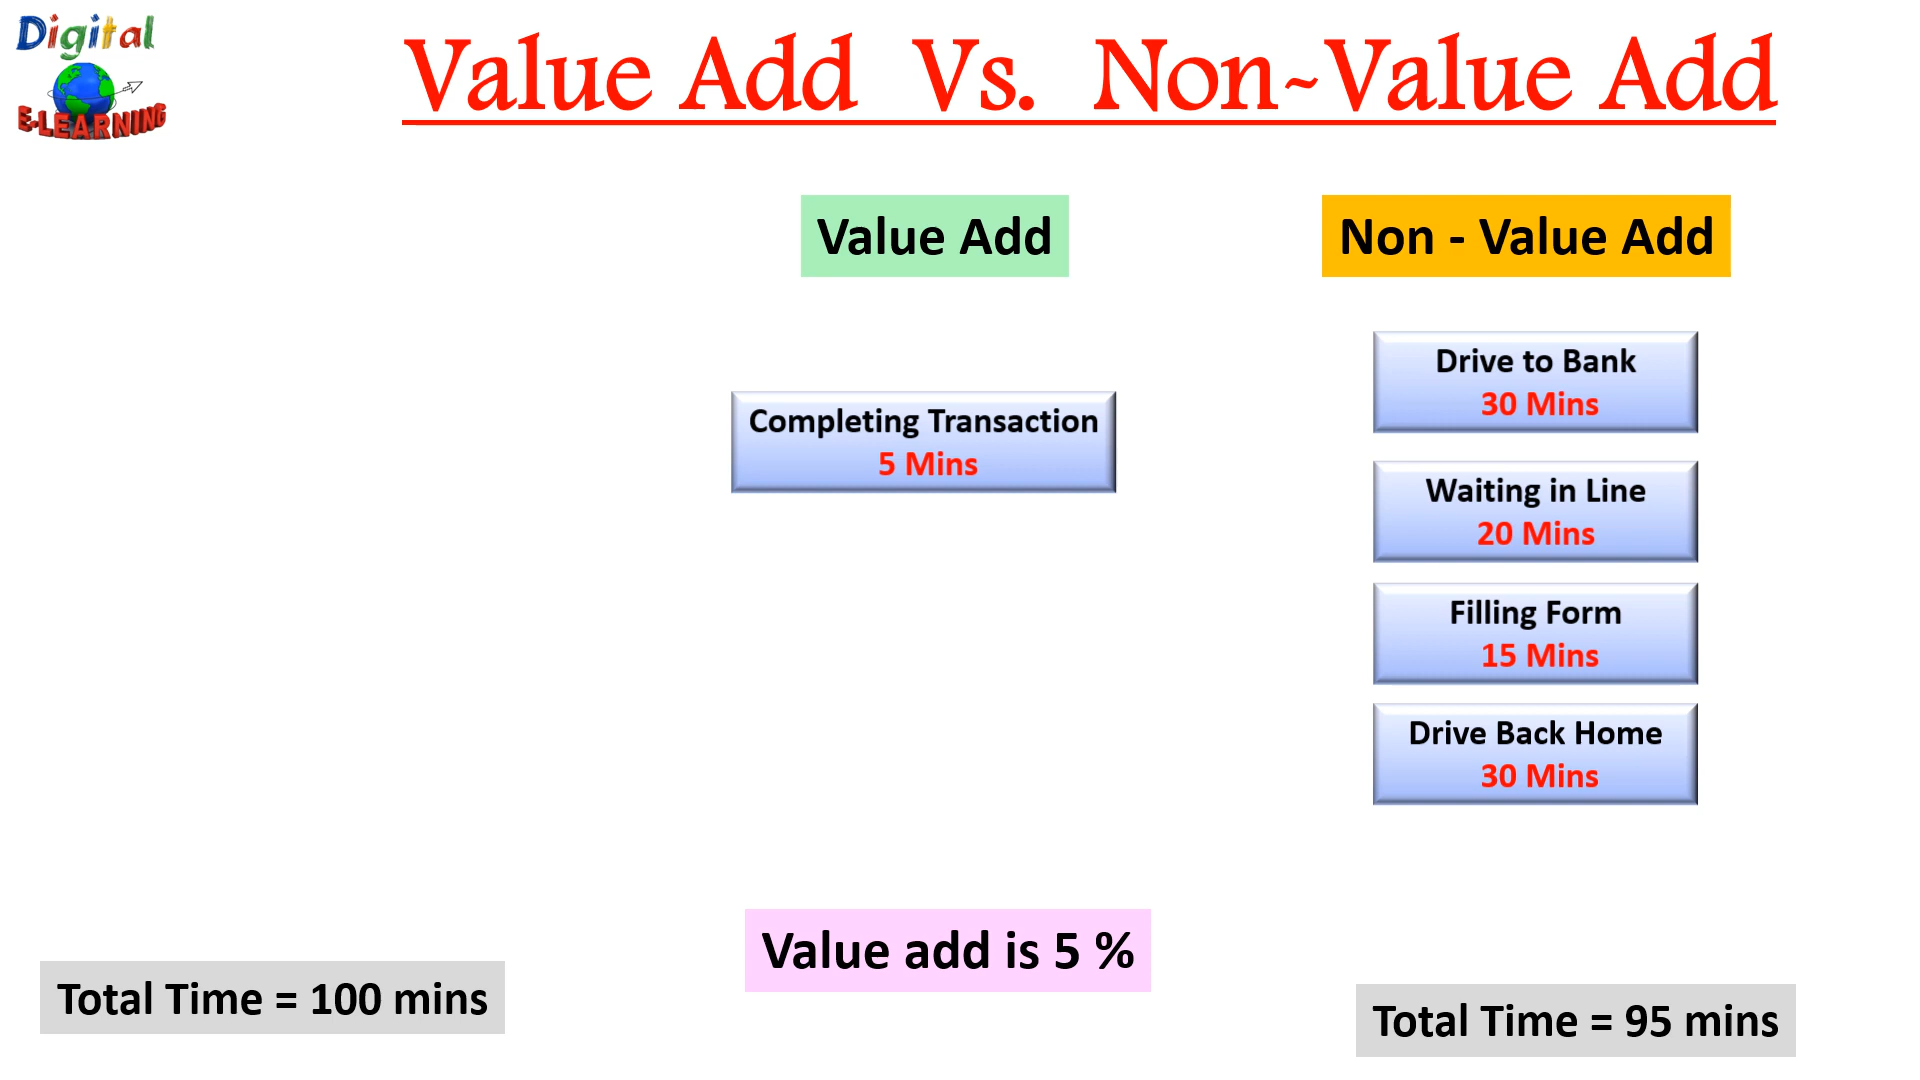 Digital
E-LEARNING
Value Add Vs. Non-Value Add
Value Add
Non - Value Add
Completing Transaction
5 Mins
Drive to Bank
30 Mins
Waiting in Line
20 Mins
Filling Form
15 Mins
Drive Back Home
30 Mins
Value add is 5 %
Total Time = 100 mins
Total Time = 95 mins